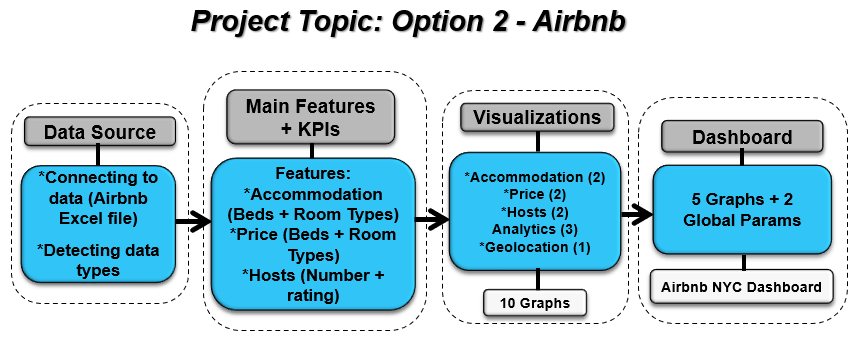 Project Topic: Option 2 - Airbnb
Data Source
*Connecting to
data (Airbnb
Excel file)
*Detecting data
types
Main Features
+ KPIs
Features:
*Accommodation
(Beds + Room Types)
*Price (Beds + Room
Types)
*Hosts (Number +
rating)
Visualizations
*Accommodation (2)
*Price (2)
*Hosts (2)
Analytics (3)
*Geolocation (1)
10 Graphs
Dashboard
5 Graphs + 2
Global Params
Airbnb NYC Dashboard